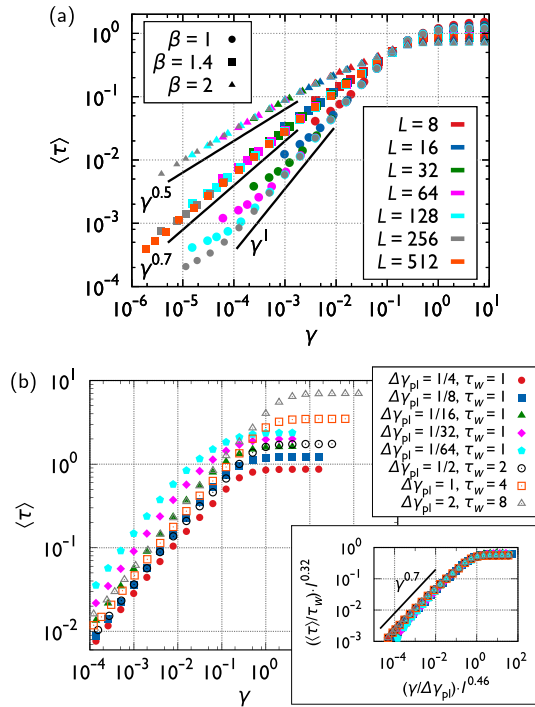 (a)
β = 1
β = 1.4
β = 2
L = 8
L = 16
L = 32
L = 64
L = 128
L = 256
L = 512
γ^0.5
γ^0.7
γ^1
10^0
10^-1
10^-2
10^-3
10^-4
⟨τ⟩
10^-6 10^-5 10^-4 10^-3 10^-2 10^-1 10^0 10^1
γ
(b)
Δγ_pl = 1/4, τ_w = 1
Δγ_pl = 1/8, τ_w = 1
Δγ_pl = 1/16, τ_w = 1
Δγ_pl = 1/32, τ_w = 1
Δγ_pl = 1/64, τ_w = 1
Δγ_pl = 1/2, τ_w = 2
Δγ_pl = 1, τ_w = 4
Δγ_pl = 2, τ_w = 8
10^1
10^0
10^-1
10^-2
⟨τ⟩
10^-4 10^-3 10^-2 10^-1 10^0 10^1
γ
10^0
10^-1
10^-2
10^-3
(⟨τ⟩/τ_w)·l^0.32
γ^0.7
10^-4 10^-2 10^0 10^2
(γ/Δγ_pl)·l^0.46